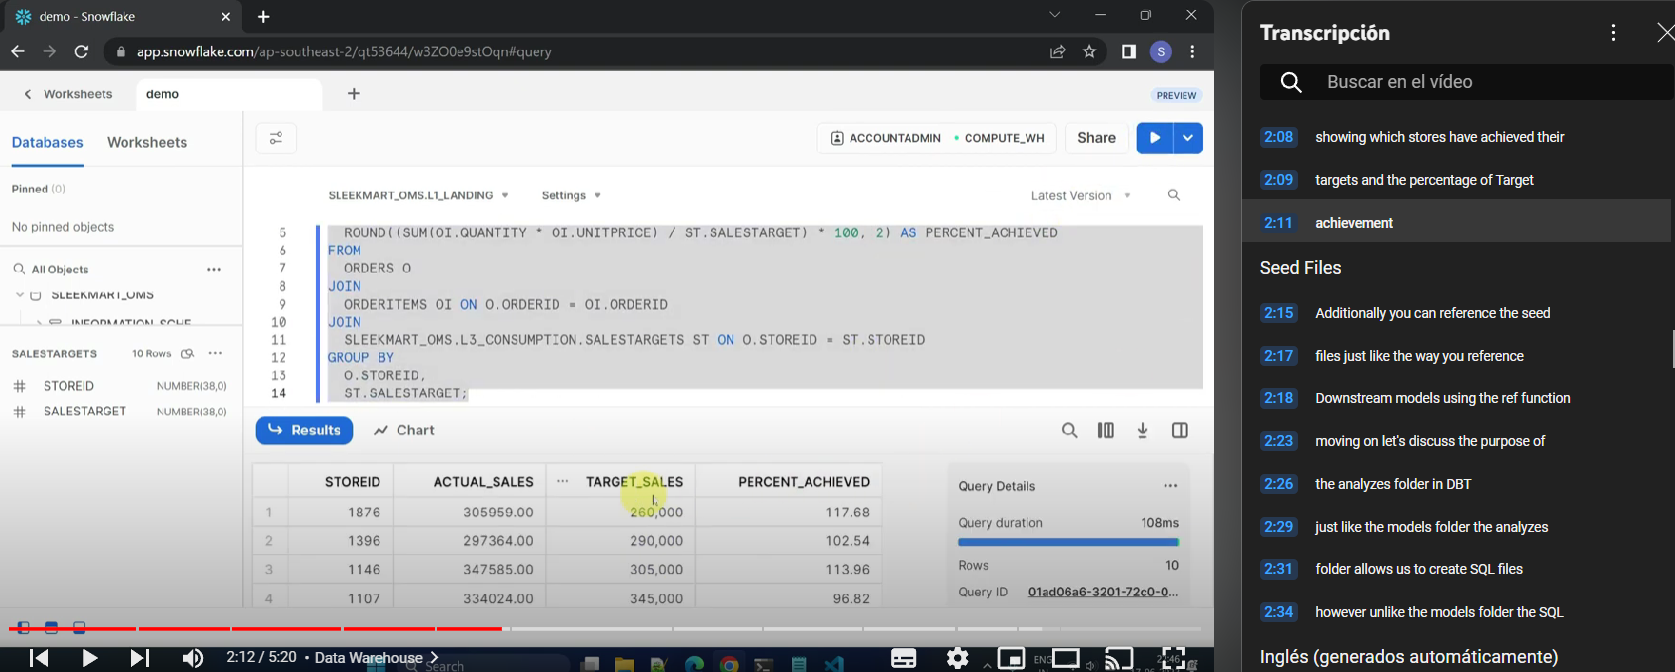 demo - Snowflake
app.snowflake.com/ap-southeast-2/qt53644/w3ZO0e9stOqn#query
Worksheets
demo
PREVIEW
Databases
Worksheets
ACCOUNTADMIN
COMPUTE_WH
Share
Pinned (0)
No pinned objects
SLEEKMART_OMS.L1_LANDING
Settings
Latest Version
All Objects
SLEEKMART_OMS
INFORMATION_SCHE
SALESTARGETS 10 Rows
# STOREID NUMBER(38,0)
# SALESTARGET NUMBER(38,0)
5 ROUND((SUM(OI.QUANTITY * OI.UNITPRICE) / ST.SALESTARGET) * 100, 2) AS PERCENT_ACHIEVED
6 FROM
7 ORDERS O
8 JOIN
9 ORDERITEMS OI ON O.ORDERID = OI.ORDERID
10 JOIN
11 SLEEKMART_OMS.L3_CONSUMPTION.SALESTARGETS ST ON O.STOREID = ST.STOREID
12 GROUP BY
13 O.STOREID,
14 ST.SALESTARGET;
Results
Chart
STOREID ACTUAL_SALES ... TARGET_SALES PERCENT_ACHIEVED
1 1876 305959.00 260,000 117.68
2 1396 297364.00 290,000 102.54
3 1146 347585.00 305,000 113.96
4 1107 334024.00 345,000 96.82
Query Details
Query duration 108ms
Rows 10
Query ID 01ad06a6-3201-72c0-0...
2:12 / 5:20 • Data Warehouse
Search
ENG
Transcripción
Buscar en el vídeo
2:08 showing which stores have achieved their
2:09 targets and the percentage of Target
2:11 achievement
Seed Files
2:15 Additionally you can reference the seed
2:17 files just like the way you reference
2:18 Downstream models using the ref function
2:23 moving on let's discuss the purpose of
2:26 the analyzes folder in DBT
2:29 just like the models folder the analyzes
2:31 folder allows us to create SQL files
2:34 however unlike the models folder the SQL
Inglés (generados automáticamente)